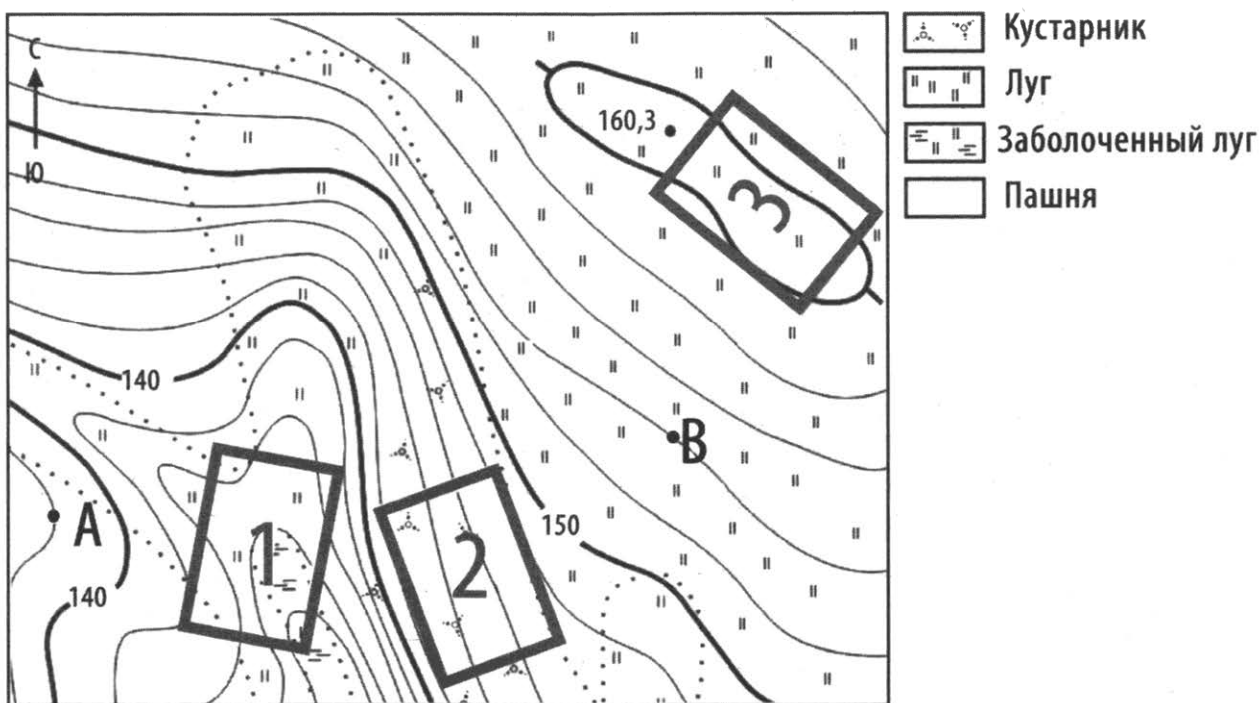 С
Ю
160,3
3
140
В
А
1
2
150
140
Кустарник
Луг
Заболоченный луг
Пашня